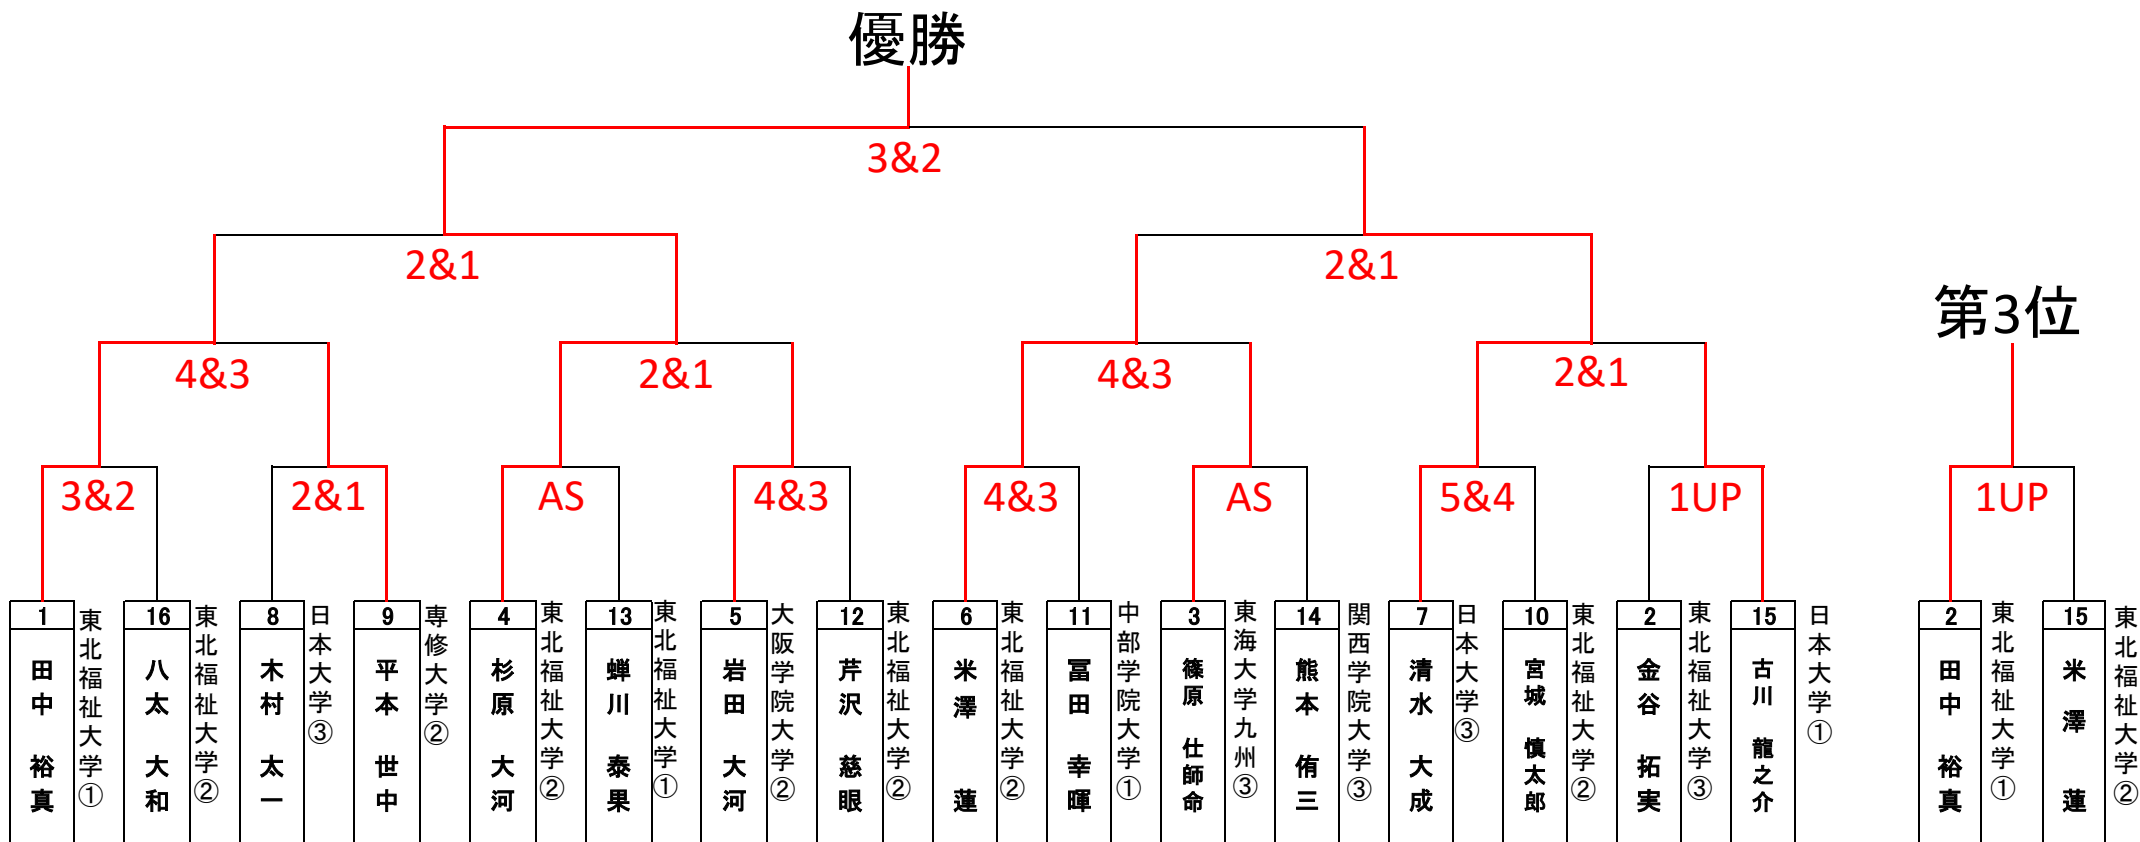 優勝
3&2
2&1
2&1
第3位
4&3
2&1
4&3
2&1
3&2
2&1
AS
4&3
4&3
AS
5&4
1UP
1UP
1
田中 裕真
東北福祉大学①
16
八太 大和
東北福祉大学②
8
木村 太一
日本大学③
9
平本 世中
専修大学②
4
杉原 大河
東北福祉大学②
13
蝉川 泰果
東北福祉大学①
5
岩田 大河
大阪学院大学②
12
芹沢 慈眼
東北福祉大学②
6
米澤 蓮
東北福祉大学②
11
冨田 幸暉
中部学院大学①
3
篠原 仕師命
東海大学九州③
14
熊本 侑三
関西学院大学③
7
清水 大成
日本大学③
10
宮城 慎太郎
東北福祉大学②
2
金谷 拓実
東北福祉大学③
15
古川 龍之介
日本大学①
2
田中 裕真
東北福祉大学①
15
米澤 蓮
東北福祉大学②